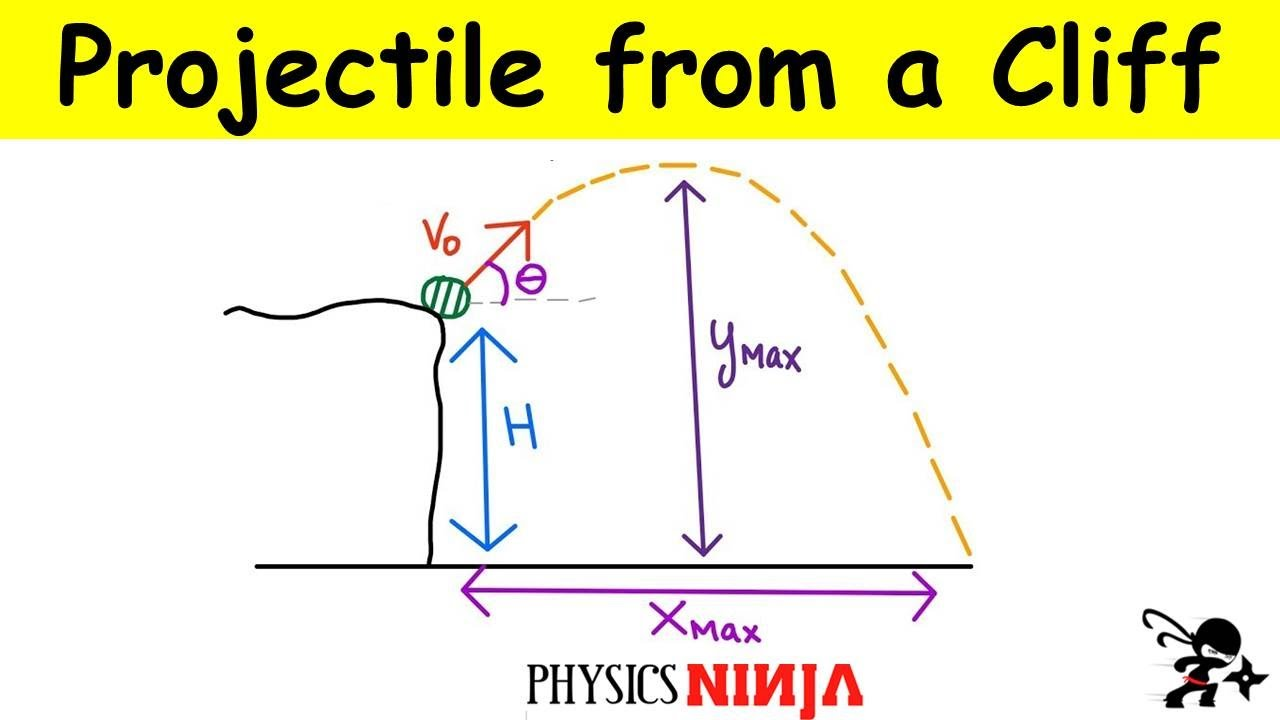 Projectile from a Cliff
V₀
θ
yMAX
H
XMAX
PHYSICS NINJA